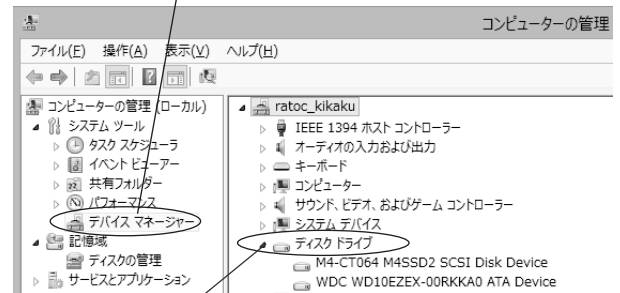 コンピューターの管理
ファイル(F) 操作(A) 表示(V) ヘルプ(H)
コンピューターの管理 (ローカル)
システム ツール
タスク スケジューラ
イベント ビューアー
共有フォルダー
パフォーマンス
デバイス マネージャー
記憶域
ディスクの管理
サービスとアプリケーション
ratoc_kikaku
IEEE 1394 ホスト コントローラー
オーディオの入力および出力
キーボード
コンピューター
サウンド、ビデオ、およびゲーム コントローラー
システム デバイス
ディスク ドライブ
M4-CT064 M4SSD2 SCSI Disk Device
WDC WD10EZEX-00RKKA0 ATA Device